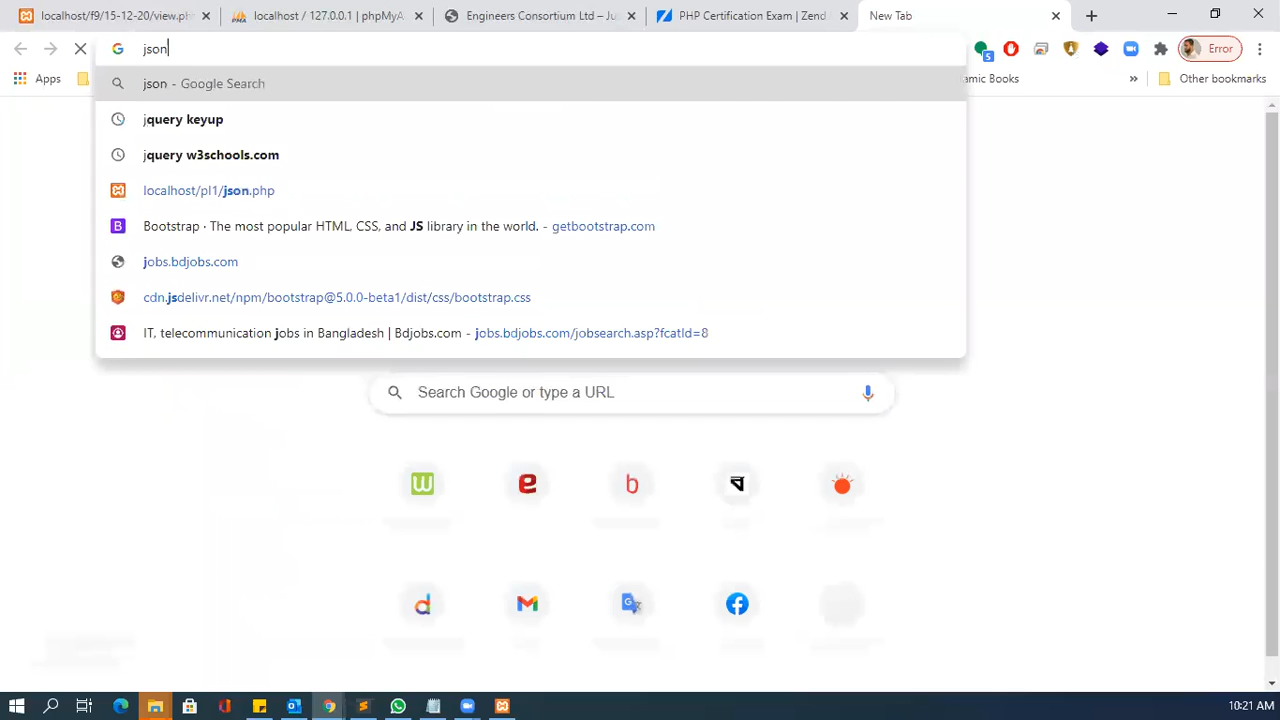 localhost/f9/15-12-20/view.p
localhost / 127.0.0.1 | phpMyA
Engineers Consortium Ltd – Ju
PHP Certification Exam | Zend
New Tab
json
Error
Apps
amic Books
»
Other bookmarks
json - Google Search
jquery keyup
jquery w3schools.com
localhost/pl1/json.php
Bootstrap · The most popular HTML, CSS, and JS library in the world. - getbootstrap.com
jobs.bdjobs.com
cdn.jsdelivr.net/npm/bootstrap@5.0.0-beta1/dist/css/bootstrap.css
IT, telecommunication jobs in Bangladesh | Bdjobs.com - jobs.bdjobs.com/jobsearch.asp?fcatId=8
Search Google or type a URL
10:21 AM